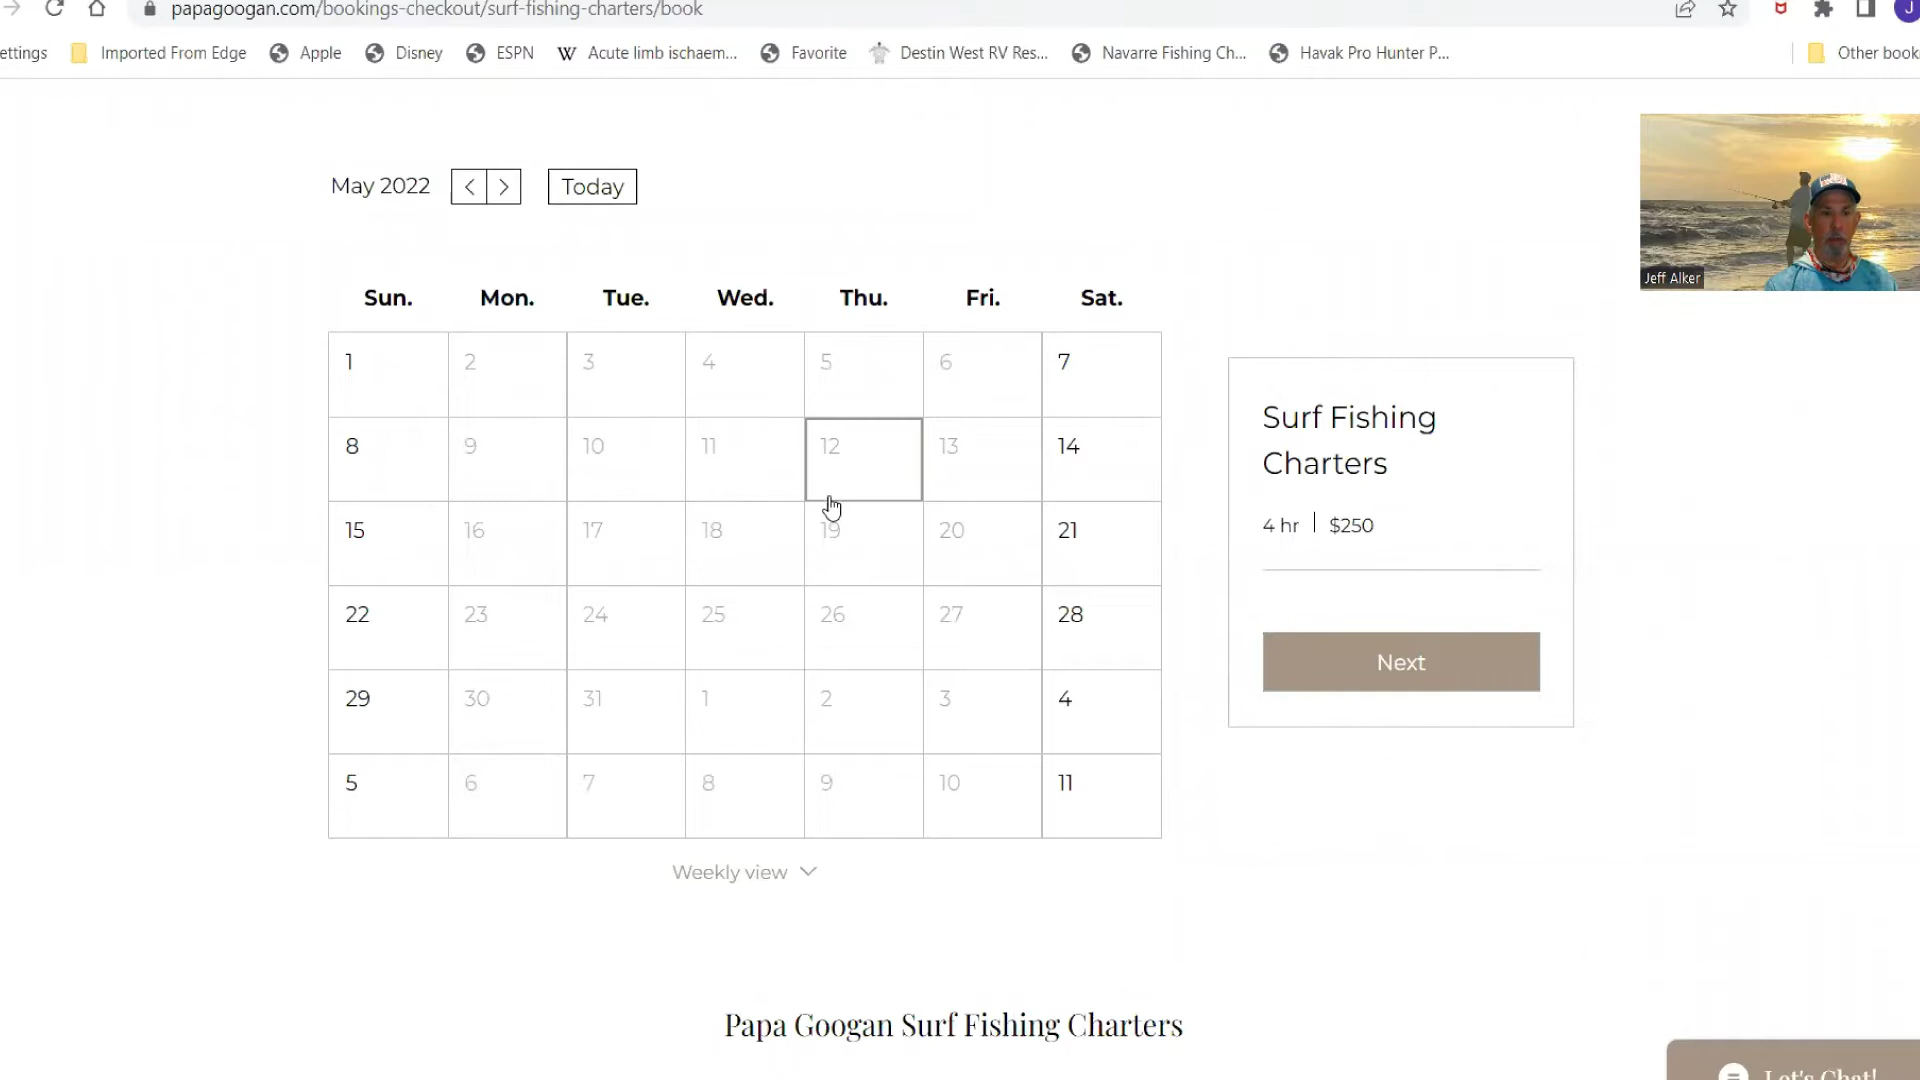 papagoogan.com/bookings-checkout/surf-fishing-charters/book
J
ettings
Imported From Edge
Apple
Disney
ESPN
W
Acute limb ischaem...
Favorite
Destin West RV Res...
Navarre Fishing Ch...
Havak Pro Hunter P...
Other book
Jeff Alker
May 2022
Today
Sun. Mon. Tue. Wed. Thu. Fri. Sat.
1 2 3 4 5 6 7
8 9 10 11 12 13 14
15 16 17 18 19 20 21
22 23 24 25 26 27 28
29 30 31 1 2 3 4
5 6 7 8 9 10 11
Weekly view
Surf Fishing
Charters
4 hr | $250
Next
Papa Googan Surf Fishing Charters
Let's Chat!